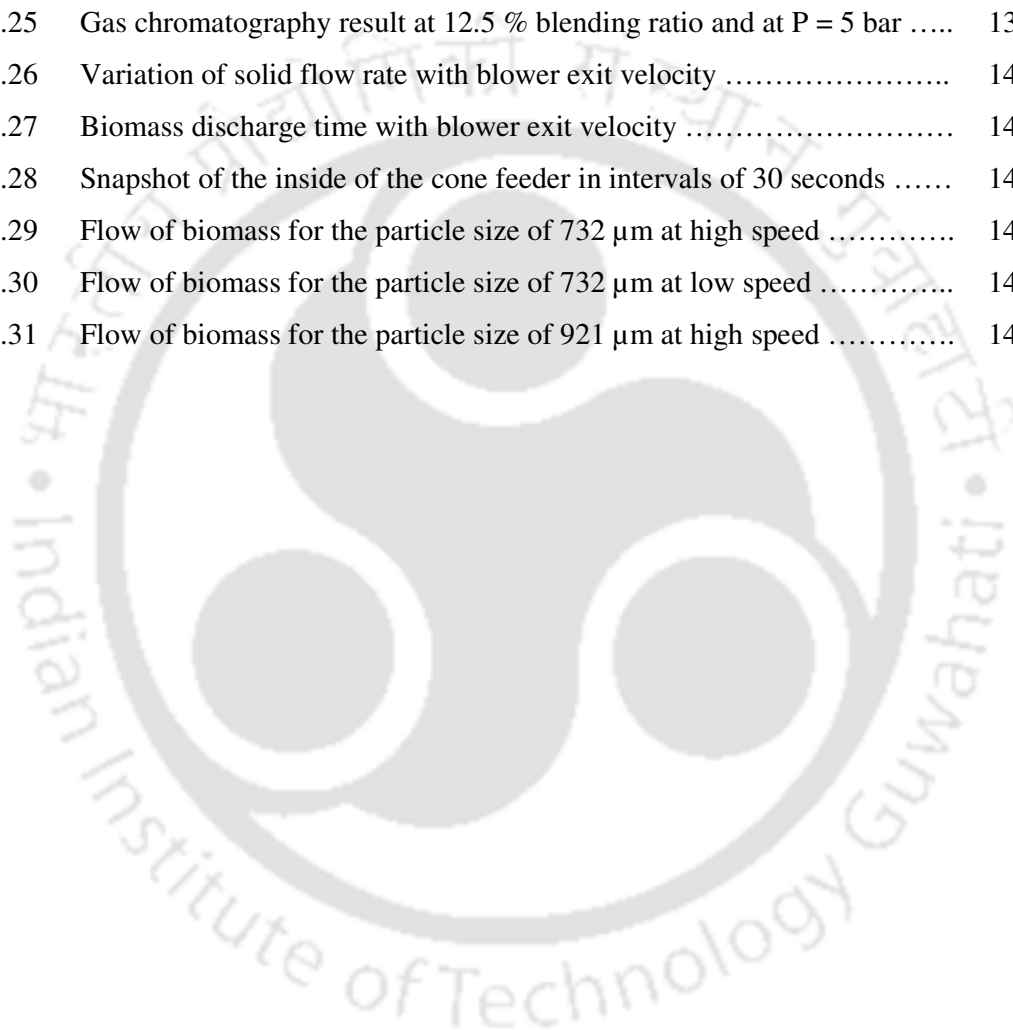 .25 Gas chromatography result at 12.5 % blending ratio and at P = 5 bar ….. 13
.26 Variation of solid flow rate with blower exit velocity ………………….. 14
.27 Biomass discharge time with blower exit velocity ……………………… 14
.28 Snapshot of the inside of the cone feeder in intervals of 30 seconds …… 14
.29 Flow of biomass for the particle size of 732 µm at high speed …………. 14
.30 Flow of biomass for the particle size of 732 µm at low speed ………….. 14
.31 Flow of biomass for the particle size of 921 µm at high speed …………. 14
Indian Institute of Technology Guwahati